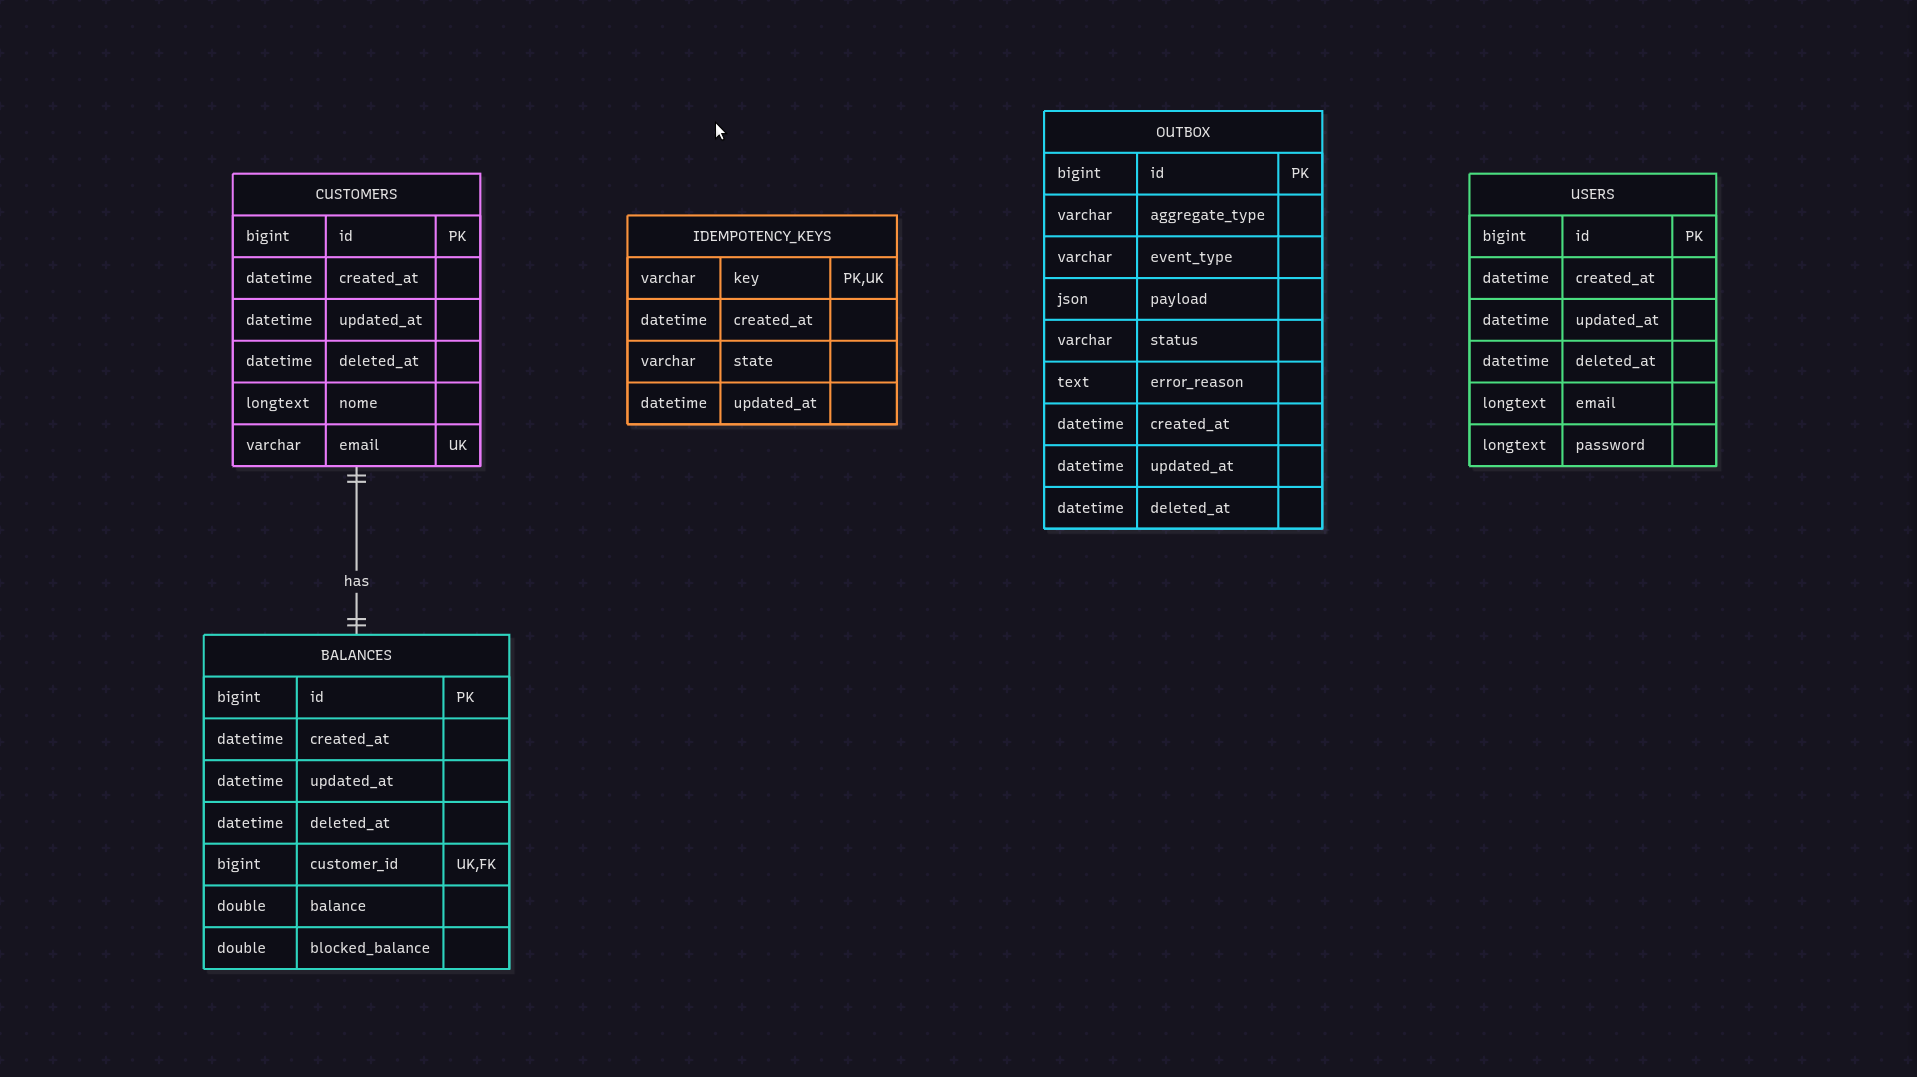 CUSTOMERS
bigint id PK
datetime created_at
datetime updated_at
datetime deleted_at
longtext nome
varchar email UK
has
BALANCES
bigint id PK
datetime created_at
datetime updated_at
datetime deleted_at
bigint customer_id UK,FK
double balance
double blocked_balance
IDEMPOTENCY_KEYS
varchar key PK,UK
datetime created_at
varchar state
datetime updated_at
OUTBOX
bigint id PK
varchar aggregate_type
varchar event_type
json payload
varchar status
text error_reason
datetime created_at
datetime updated_at
datetime deleted_at
USERS
bigint id PK
datetime created_at
datetime updated_at
datetime deleted_at
longtext email
longtext password